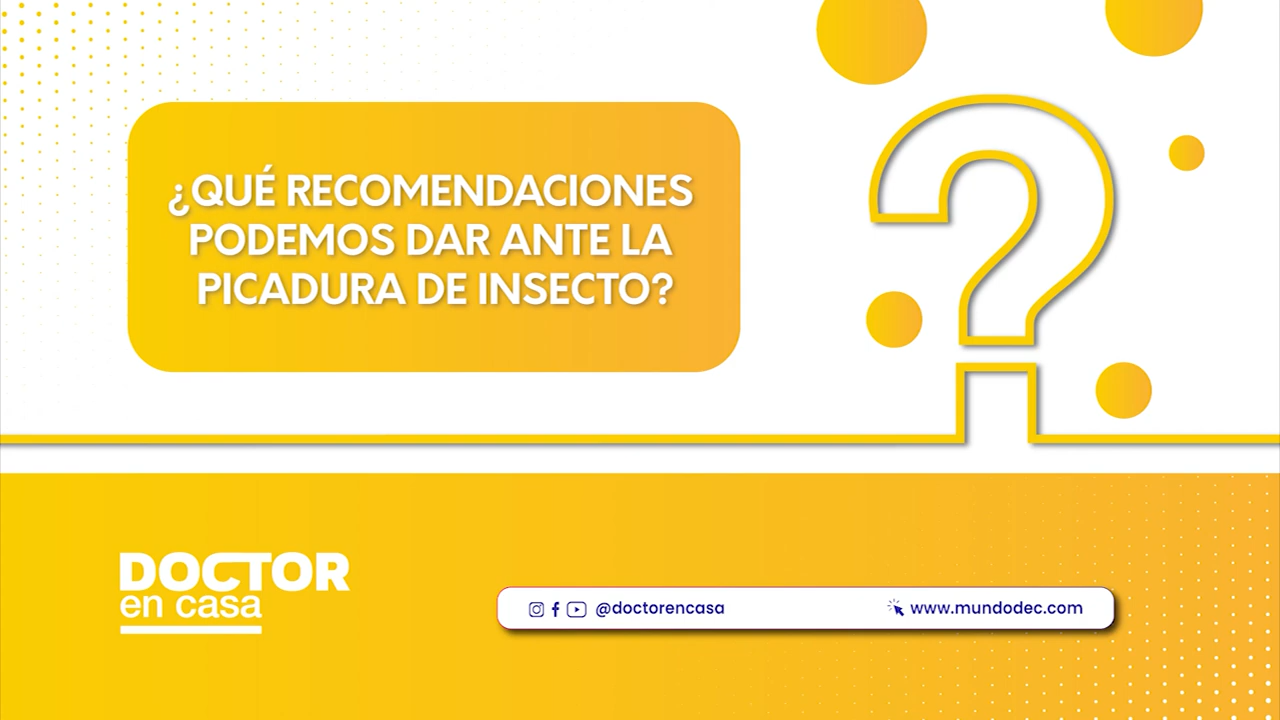 ¿QUÉ RECOMENDACIONES
PODEMOS DAR ANTE LA
PICADURA DE INSECTO?
DOCTOR
en casa
@doctorencasa
www.mundodec.com